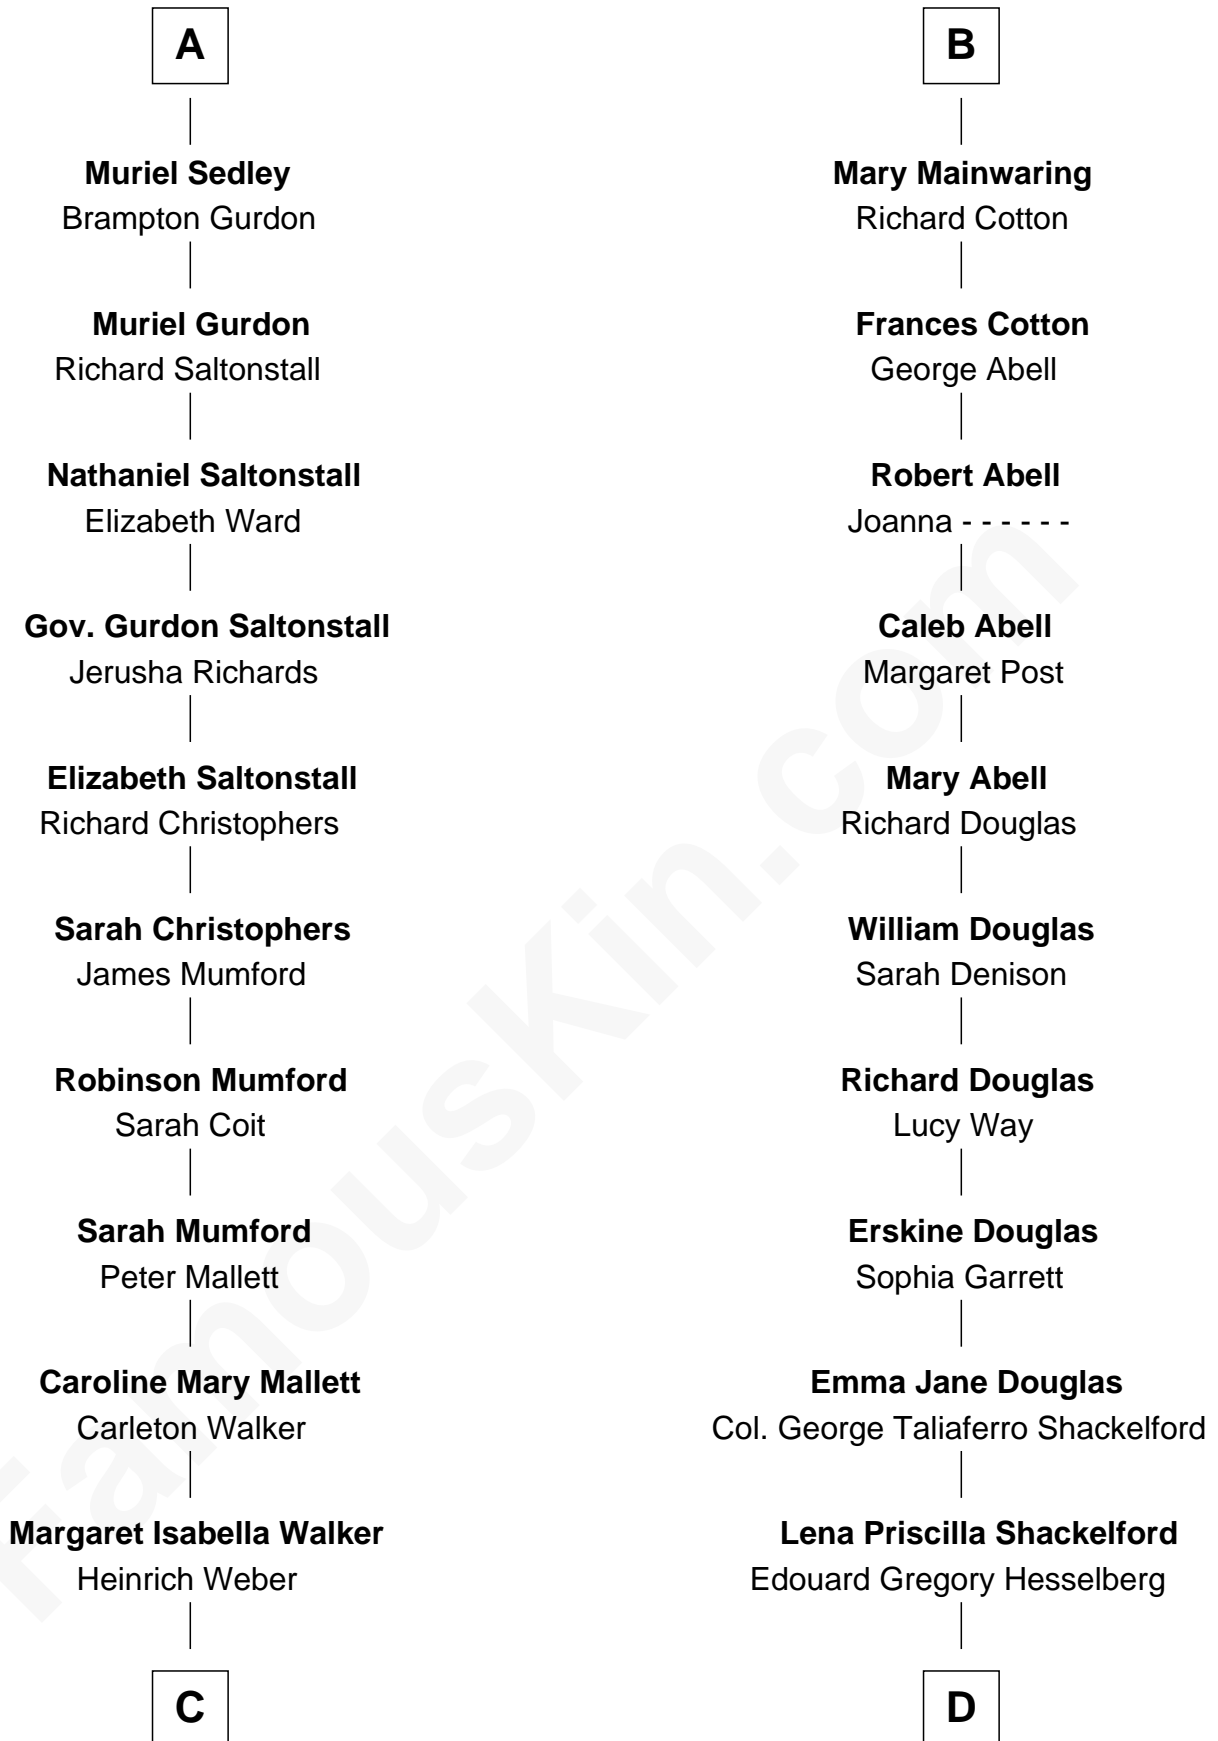 A
Muriel Sedley
Brampton Gurdon
Muriel Gurdon
Richard Saltonstall
Nathaniel Saltonstall
Elizabeth Ward
Gov. Gurdon Saltonstall
Jerusha Richards
Elizabeth Saltonstall
Richard Christophers
Sarah Christophers
James Mumford
Robinson Mumford
Sarah Coit
Sarah Mumford
Peter Mallett
Caroline Mary Mallett
Carleton Walker
Margaret Isabella Walker
Heinrich Weber
C
B
Mary Mainwaring
Richard Cotton
Frances Cotton
George Abell
Robert Abell
Joanna - - - - - -
Caleb Abell
Margaret Post
Mary Abell
Richard Douglas
William Douglas
Sarah Denison
Richard Douglas
Lucy Way
Erskine Douglas
Sophia Garrett
Emma Jane Douglas
Col. George Taliaferro Shackelford
Lena Priscilla Shackelford
Edouard Gregory Hesselberg
D
FamousKin.com